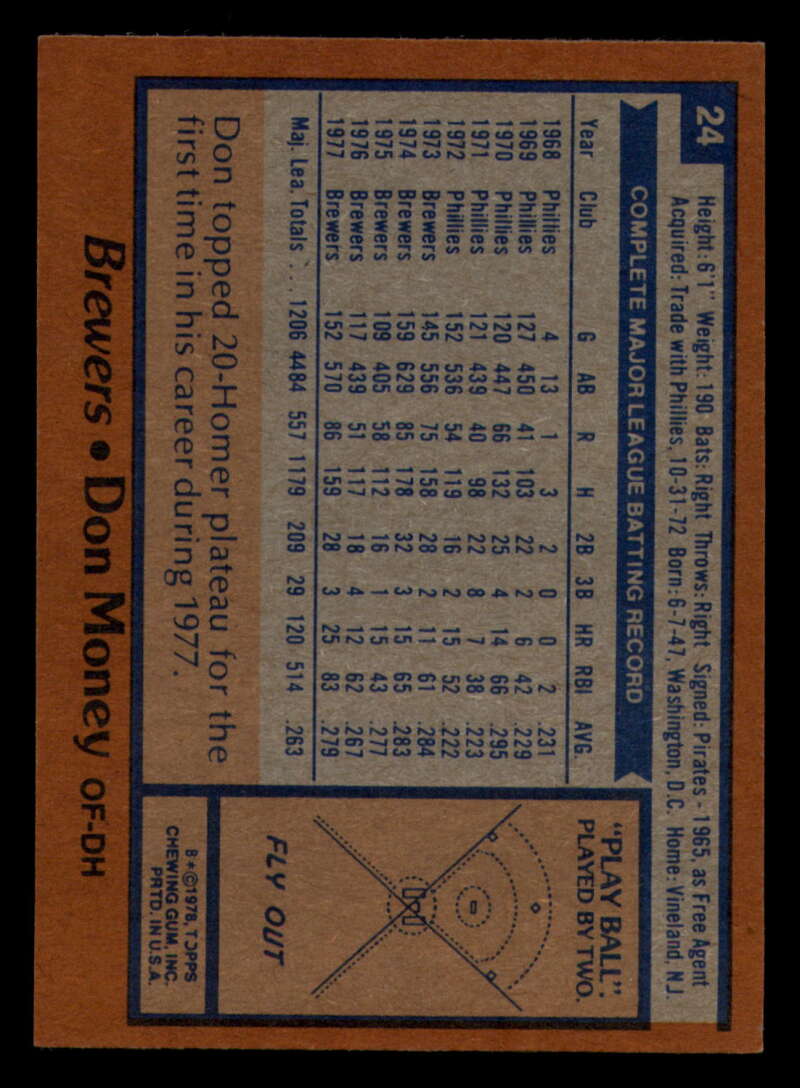 24
Height: 6'1" Weight: 190 Bats: Right Throws: Right Signed: Pirates - 1965, as Free Agent
Acquired: Trade with Phillies, 10-31-72 Born: 6-7-47, Washington, D.C. Home: Vineland, N.J.
COMPLETE MAJOR LEAGUE BATTING RECORD
Year Club G AB R H 2B 3B HR RBI AVG.
1968 Phillies 4 13 1 3 2 0 0 2 .231
1969 Phillies 127 450 41 103 22 2 6 42 .229
1970 Phillies 120 447 66 132 25 4 14 66 .295
1971 Phillies 121 439 40 98 22 8 7 38 .223
1972 Phillies 152 536 54 119 16 2 15 52 .222
1973 Brewers 145 556 75 158 28 2 11 61 .284
1974 Brewers 159 629 85 178 32 3 15 65 .283
1975 Brewers 109 405 58 112 16 1 15 43 .277
1976 Brewers 117 439 51 117 18 4 12 62 .267
1977 Brewers 152 570 86 159 28 3 25 83 .279
Maj. Lea. Totals ... 1206 4484 557 1179 209 29 120 514 .263
Don topped 20-Homer plateau for the
first time in his career during 1977.
"PLAY BALL":
PLAYED BY TWO.
FLY OUT
B*©1978, TOPPS
CHEWING GUM, INC.
PRTD. IN U.S.A.
Brewers • Don Money OF-DH